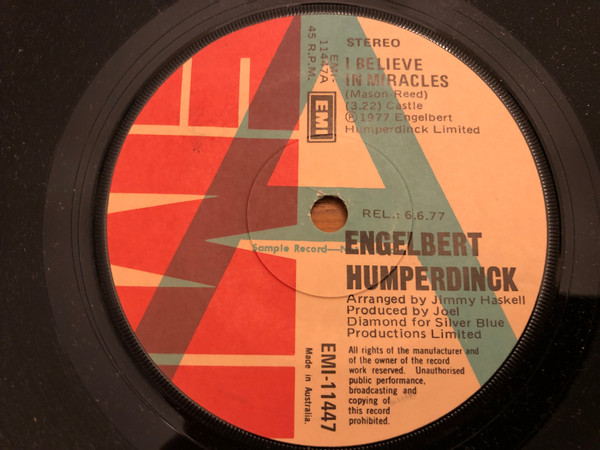 STEREO
I BELIEVE
IN MIRACLES
(Mason-Reed)
(3.22) Castle
℗ 1977 Engelbert
Humperdinck Limited
EMI-
11447A
45 R.P.M.
EMI
REL.: 6.6.77
Sample Record—N
ENGELBERT
HUMPERDINCK
Arranged by Jimmy Haskell
Produced by Joel
Diamond for Silver Blue
Productions Limited
All rights of the manufacturer and
of the owner of the record
work reserved. Unauthorised
public performance,
broadcasting and
copying of
this record
prohibited.
EMI-11447
Made in Australia.
EMI
A